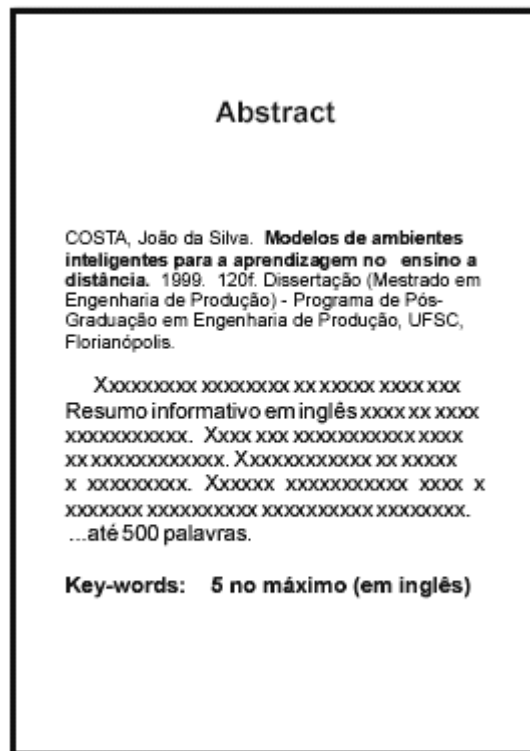 Abstract
COSTA, João da Silva. Modelos de ambientes
inteligentes para a aprendizagem no ensino a
distância. 1999. 120f. Dissertação (Mestrado em
Engenharia de Produção) - Programa de Pós-
Graduação em Engenharia de Produção, UFSC,
Florianópolis.
Xxxxxxxxx xxxxxxxx xx xxxxx xxxx xxx
Resumo informativo em inglês xxxx xx xxxx
xxxxxxxxxxx. Xxxx xxx xxxxxxxxxxx xxxx
xx xxxxxxxxxxxx. Xxxxxxxxxxxx xx xxxxx
x xxxxxxxxx. Xxxxxx xxxxxxxxxxx xxxx x
xxxxxxx xxxxxxxxxx xxxxxxxxxx xxxxxxxx.
...até 500 palavras.
Key-words: 5 no máximo (em inglês)